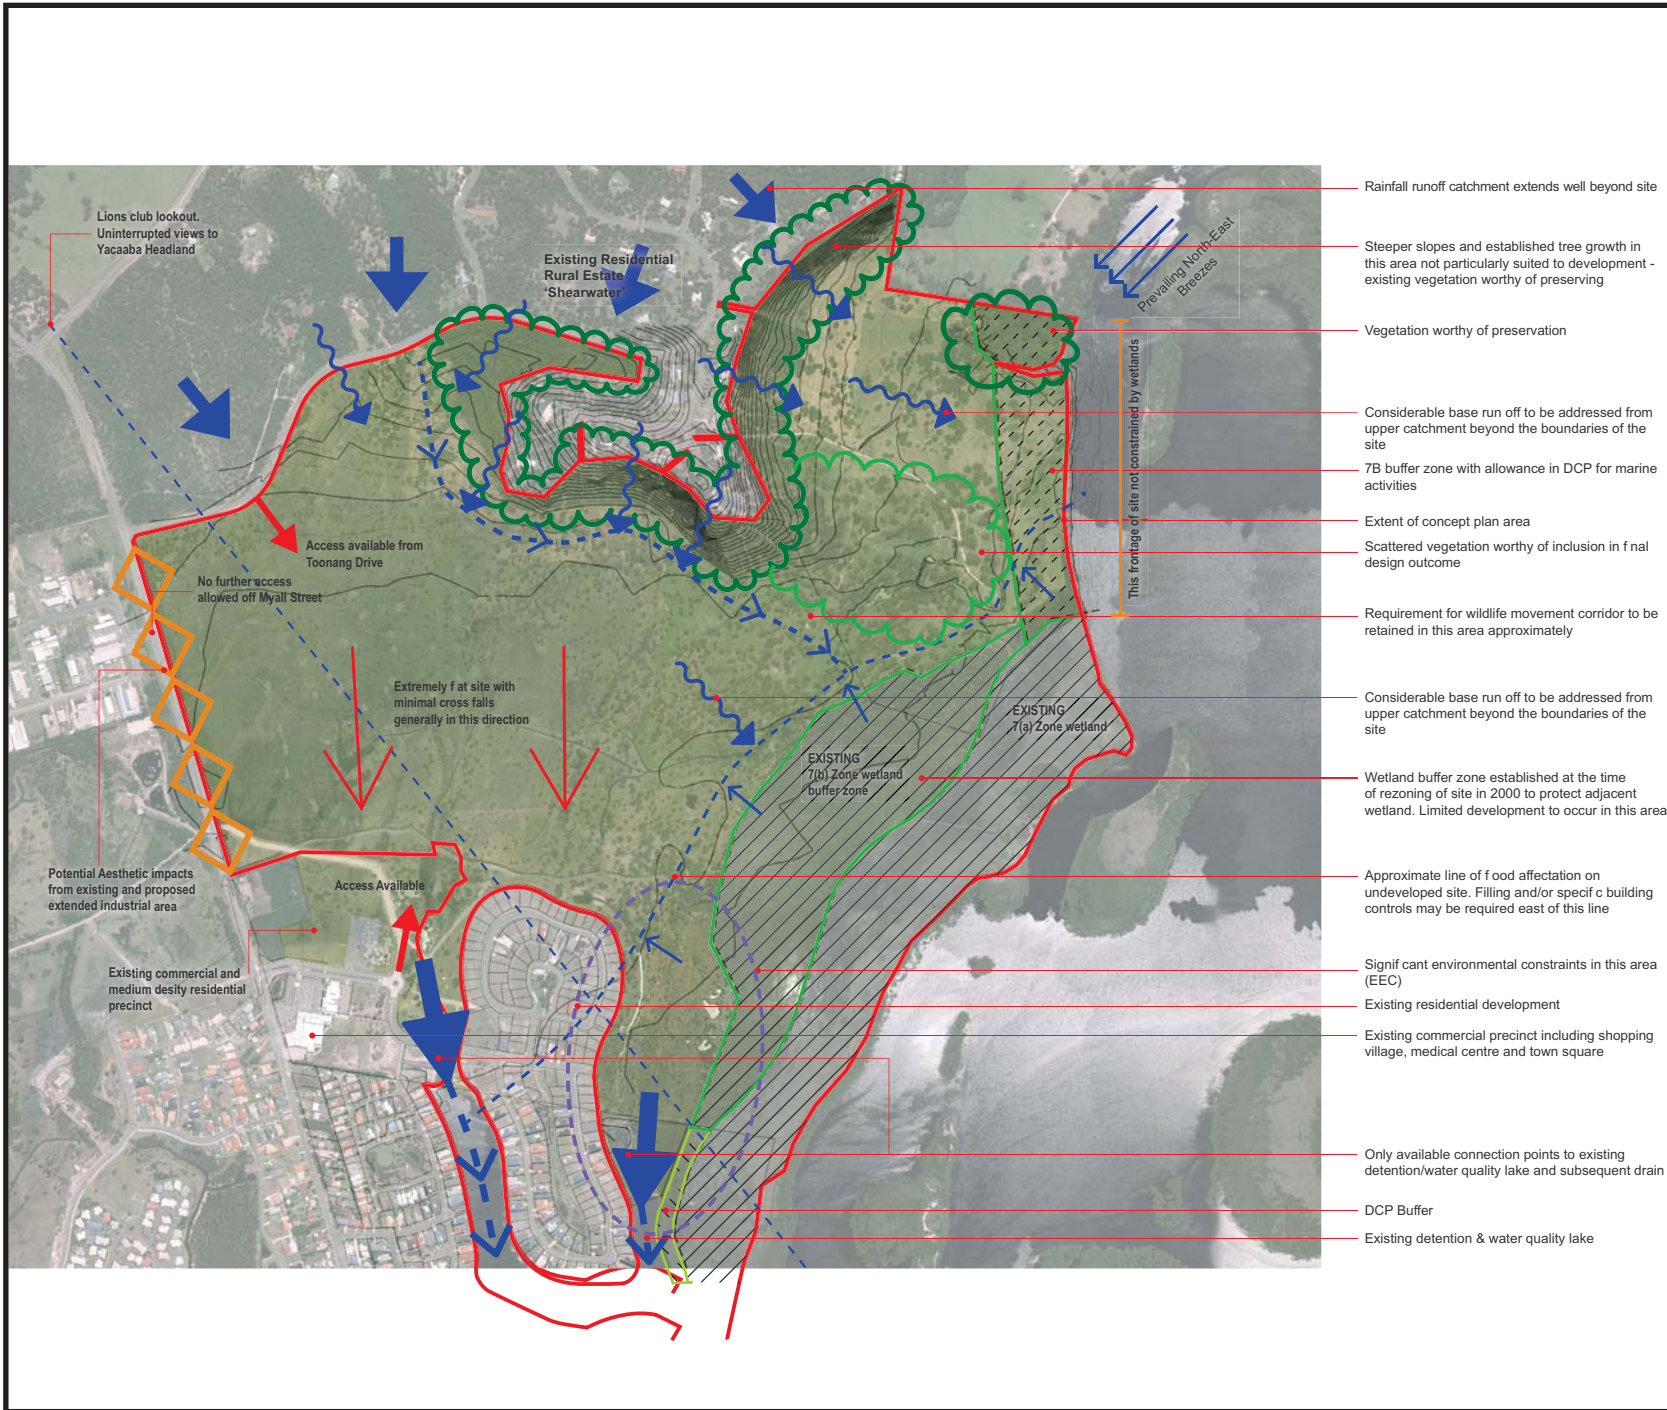 Lions club lookout.
Uninterrupted views to
Yacaaba Headland
Existing Residential
Rural Estate
‘Shearwater’
Prevailing North-East
Breezes
This frontage of site not constrained by wetlands
Access available from
Toonang Drive
No further access
allowed off Myall Street
Extremely f at site with
minimal cross falls
generally in this direction
EXISTING
7(a) Zone wetland
EXISTING
7(b) Zone wetland
buffer zone
Potential Aesthetic impacts
from existing and proposed
extended industrial area
Access Available
Existing commercial and
medium desity residential
precinct
Rainfall runoff catchment extends well beyond site
Steeper slopes and established tree growth in
this area not particularly suited to development -
existing vegetation worthy of preserving
Vegetation worthy of preservation
Considerable base run off to be addressed from
upper catchment beyond the boundaries of the
site
7B buffer zone with allowance in DCP for marine
activities
Extent of concept plan area
Scattered vegetation worthy of inclusion in f nal
design outcome
Requirement for wildlife movement corridor to be
retained in this area approximately
Considerable base run off to be addressed from
upper catchment beyond the boundaries of the
site
Wetland buffer zone established at the time
of rezoning of site in 2000 to protect adjacent
wetland. Limited development to occur in this area
Approximate line of f ood affectation on
undeveloped site. Filling and/or specif c building
controls may be required east of this line
Signif cant environmental constraints in this area
(EEC)
Existing residential development
Existing commercial precinct including shopping
village, medical centre and town square
Only available connection points to existing
detention/water quality lake and subsequent drain
DCP Buffer
Existing detention & water quality lake